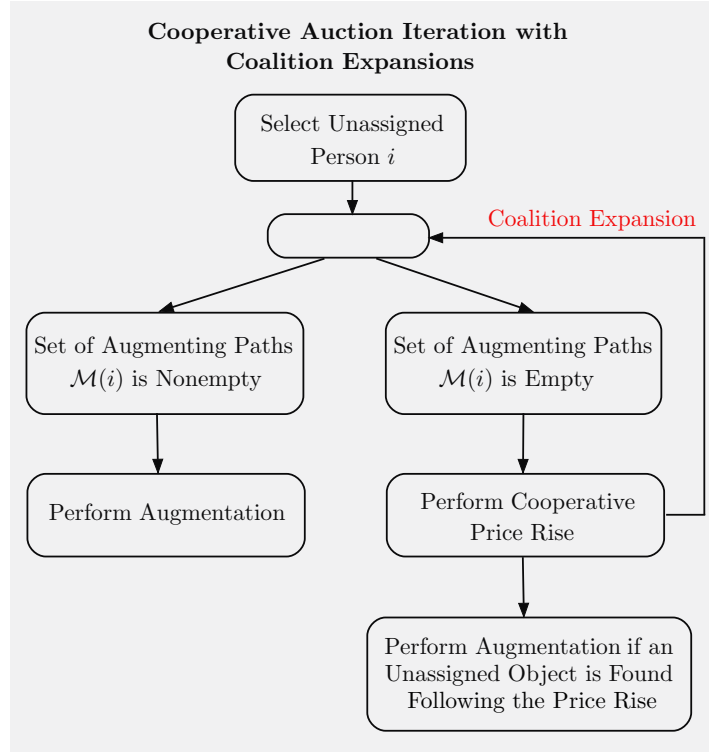 Cooperative Auction Iteration with
Coalition Expansions
Select Unassigned
Person i
Coalition Expansion
Set of Augmenting Paths
ℳ(i) is Nonempty
Set of Augmenting Paths
ℳ(i) is Empty
Perform Augmentation
Perform Cooperative
Price Rise
Perform Augmentation if an
Unassigned Object is Found
Following the Price Rise